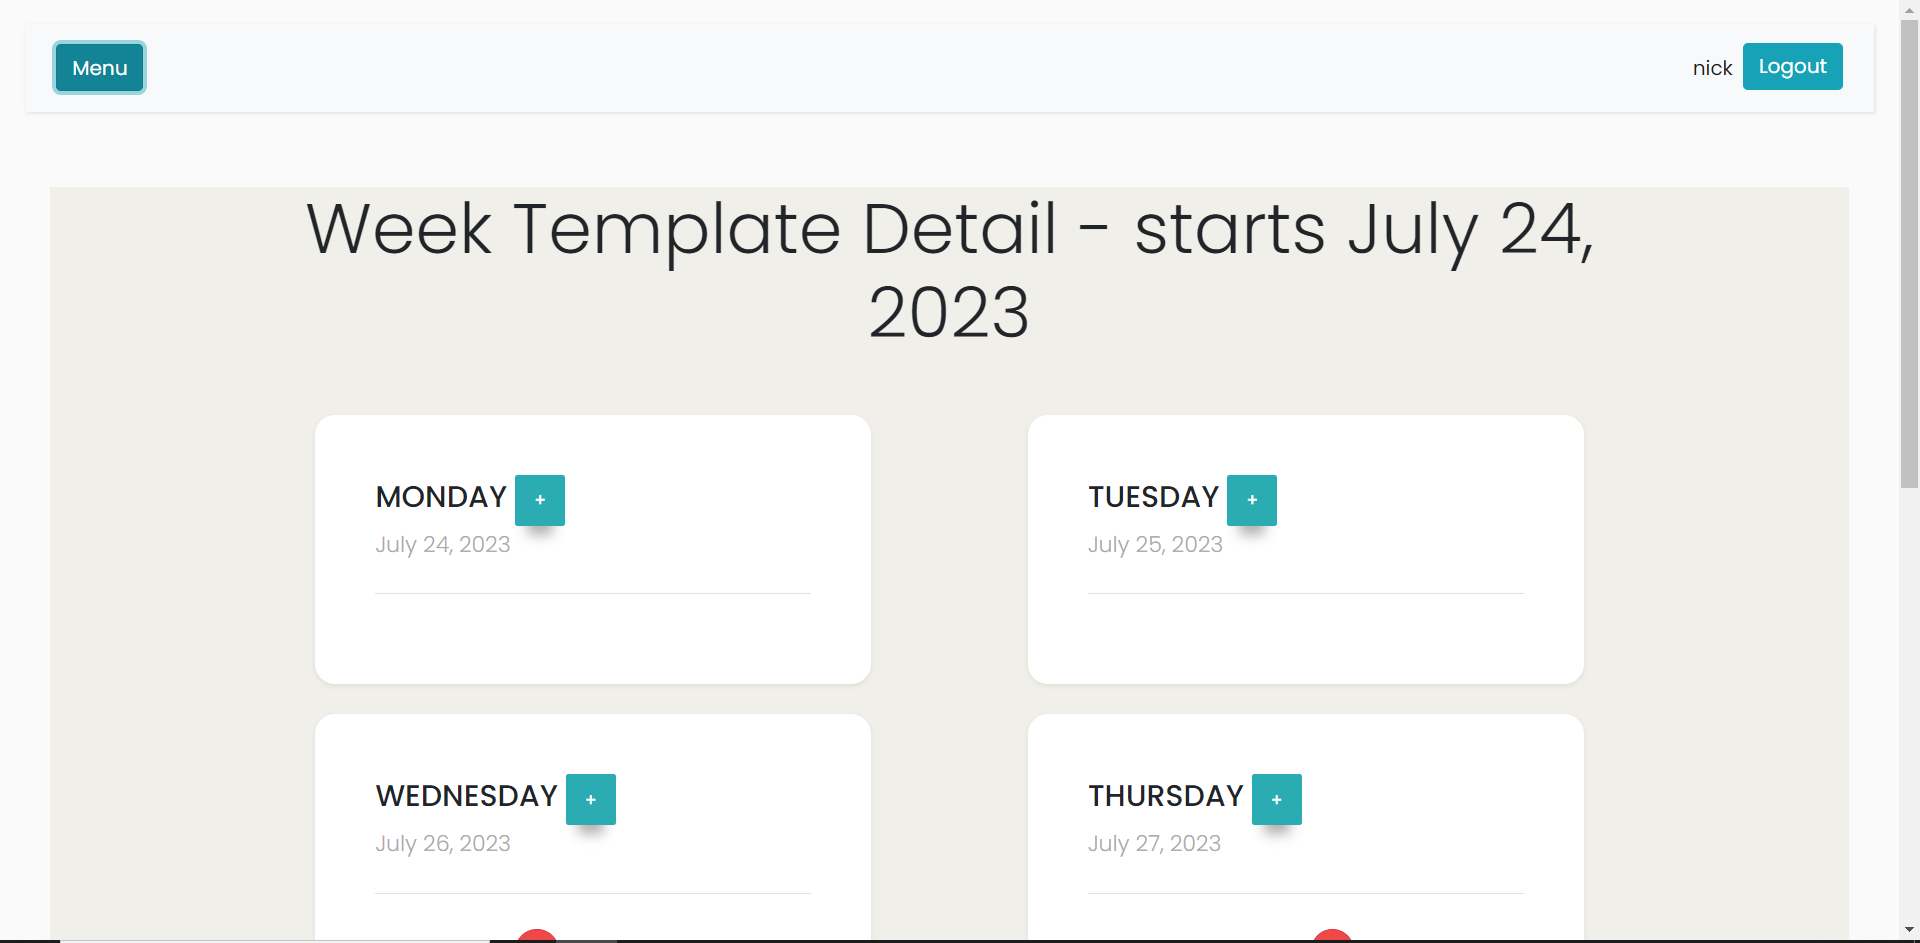 Menu
nick Logout
Week Template Detail - starts July 24,
2023
MONDAY +
July 24, 2023
TUESDAY +
July 25, 2023
WEDNESDAY +
July 26, 2023
THURSDAY +
July 27, 2023